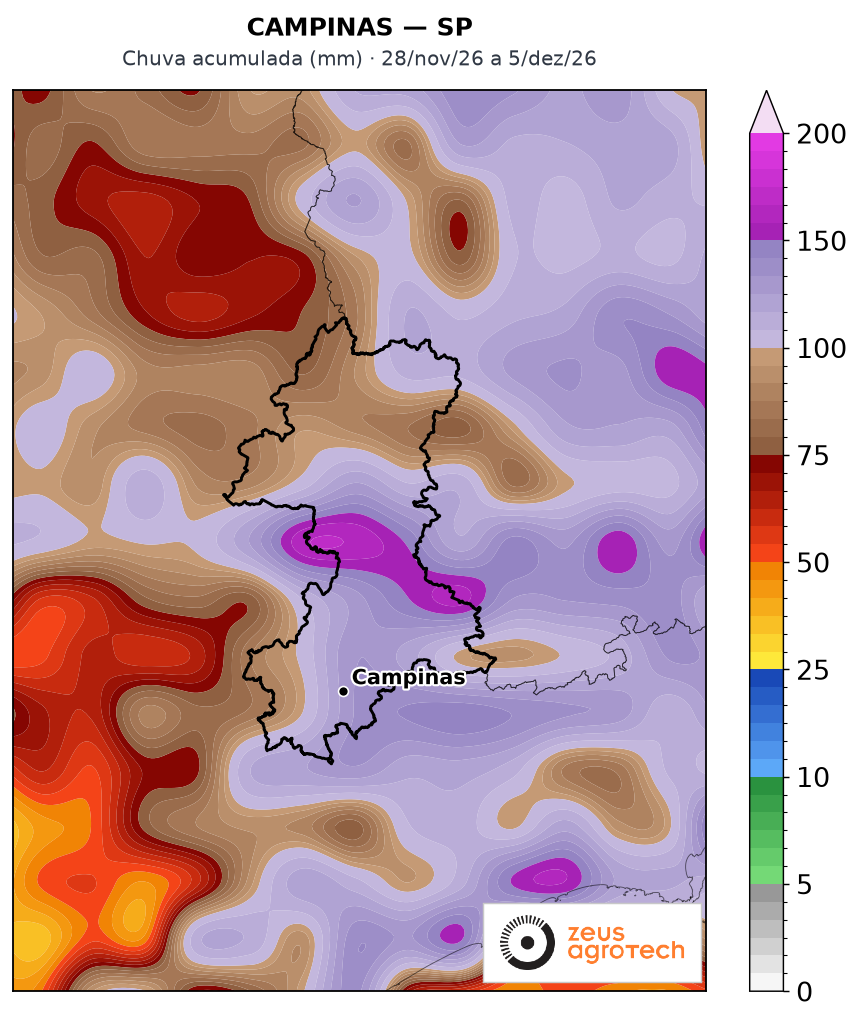 CAMPINAS — SP
Chuva acumulada (mm) · 28/nov/26 a 5/dez/26
200
150
100
75
50
25
10
5
0
Campinas
zeus
agrotech